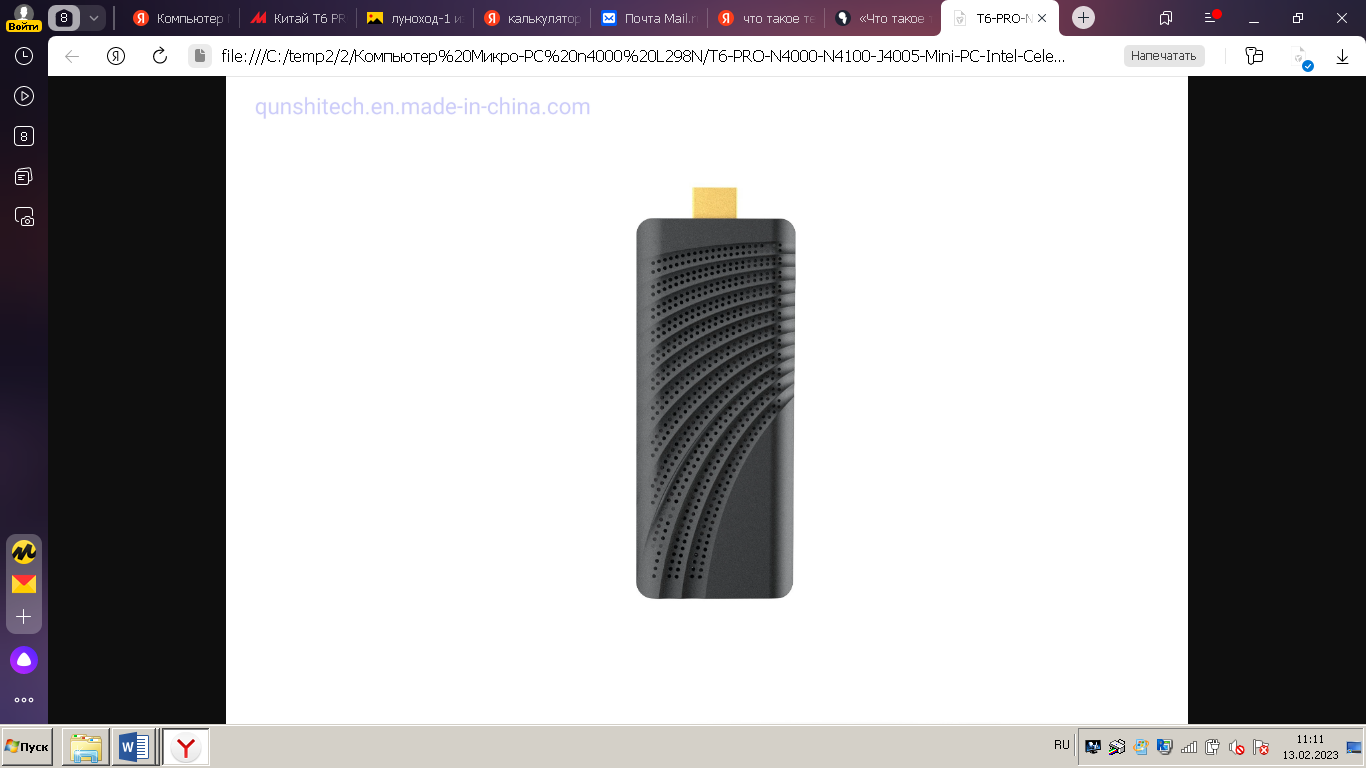 Войти
8
Компьютер
Китай T6 PR
луноход-1 и
калькулятор
Почта Mail.r
что такое те
«Что такое
T6-PRO-N
file:///C:/temp2/2/Компьютер%20Микро-PC%20n4000%20L298N/T6-PRO-N4000-N4100-J4005-Mini-PC-Intel-Cele...
Напечатать
8
qunshitech.en.made-in-china.com
Пуск
RU
11:11
13.02.2023